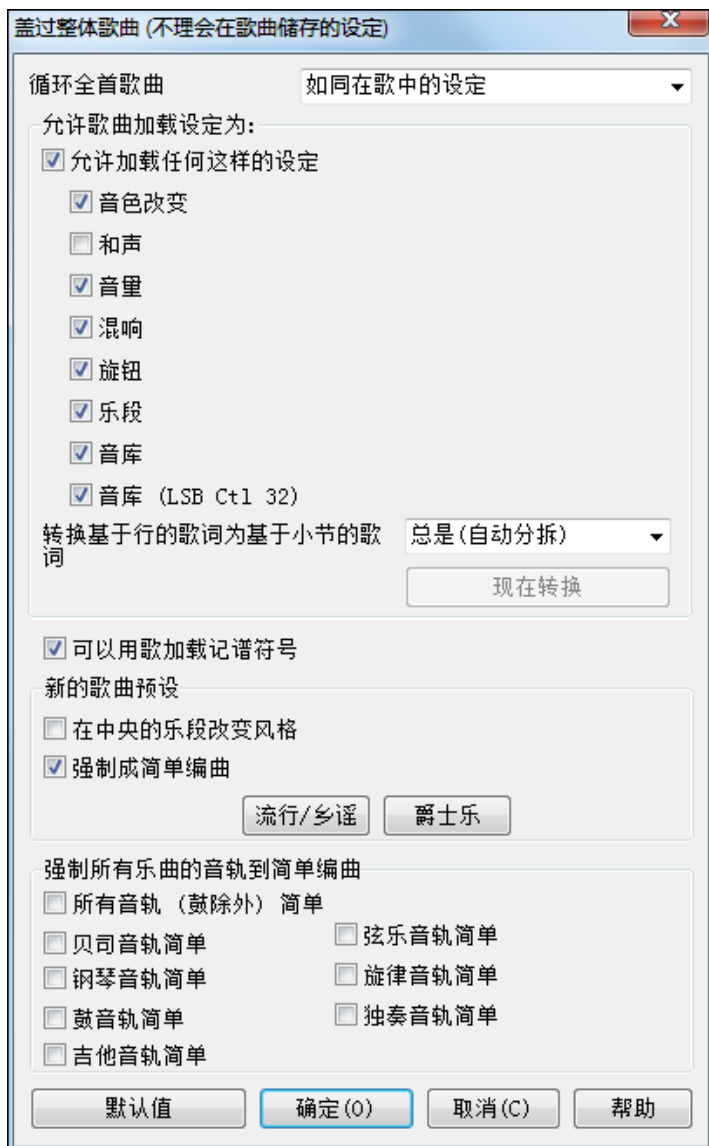 盖过整体歌曲 (不理会在歌曲储存的设定)
循环全首歌曲 如同在歌中的设定
允许歌曲加载设定为:
允许加载任何这样的设定
音色改变
和声
音量
混响
旋钮
乐段
音库
音库 (LSB Ctl 32)
转换基于行的歌词为基于小节的歌 总是(自动分拆)
词
现在转换
可以用歌加载记谱符号
新的歌曲预设
在中央的乐段改变风格
强制成简单编曲
流行/乡谣 爵士乐
强制所有乐曲的音轨到简单编曲
所有音轨 (鼓除外) 简单
贝司音轨简单 弦乐音轨简单
钢琴音轨简单 旋律音轨简单
鼓音轨简单 独奏音轨简单
吉他音轨简单
默认值 确定(O) 取消(C) 帮助